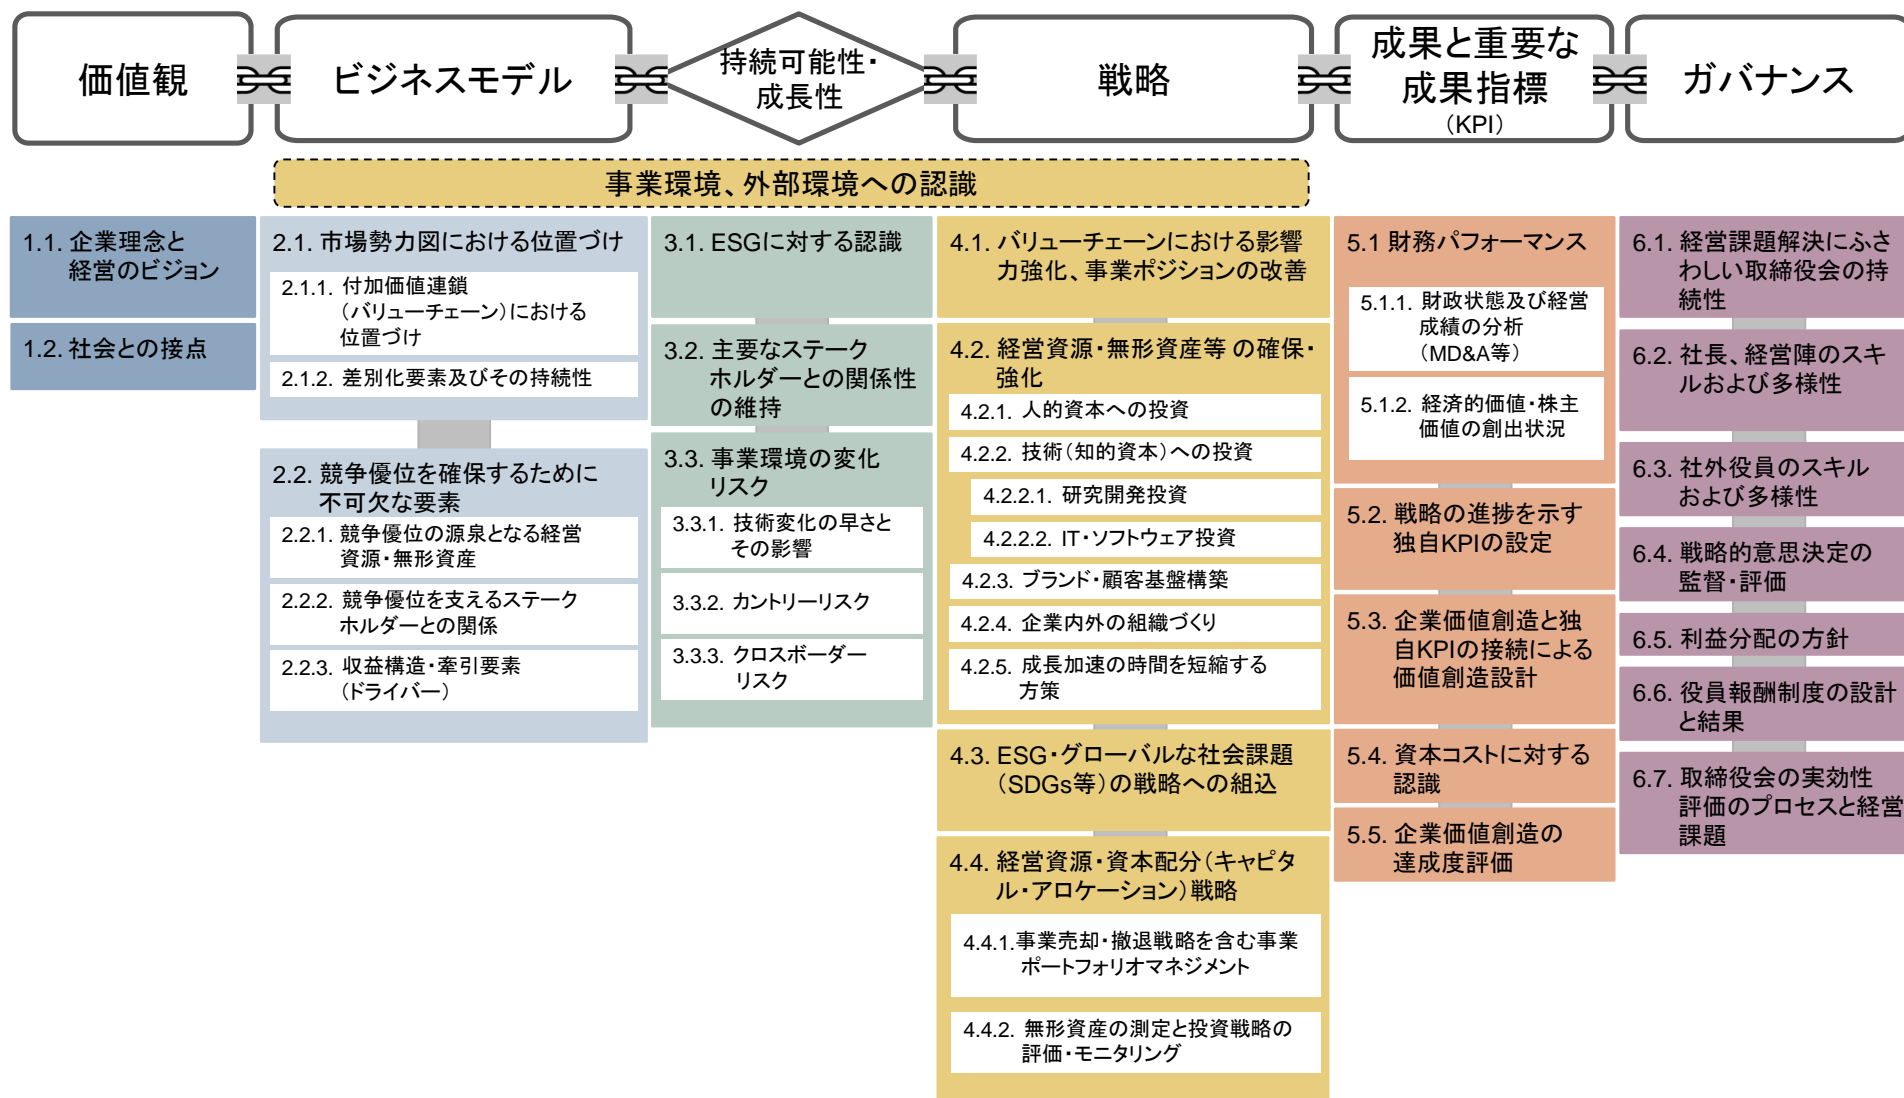 価値観
ビジネスモデル
持続可能性・
成長性
戦略
成果と重要な
成果指標
(KPI)
ガバナンス
事業環境、外部環境への認識
1.1. 企業理念と
経営のビジョン
1.2. 社会との接点
2.1. 市場勢力図における位置づけ
2.1.1. 付加価値連鎖
(バリューチェーン)における
位置づけ
2.1.2. 差別化要素及びその持続性
2.2. 競争優位を確保するために
不可欠な要素
2.2.1. 競争優位の源泉となる経営
資源・無形資産
2.2.2. 競争優位を支えるステーク
ホルダーとの関係
2.2.3. 収益構造・牽引要素
(ドライバー)
3.1. ESGに対する認識
3.2. 主要なステーク
ホルダーとの関係性
の維持
3.3. 事業環境の変化
リスク
3.3.1. 技術変化の早さと
その影響
3.3.2. カントリーリスク
3.3.3. クロスボーダー
リスク
4.1. バリューチェーンにおける影響
力強化、事業ポジションの改善
4.2. 経営資源・無形資産等 の確保・
強化
4.2.1. 人的資本への投資
4.2.2. 技術(知的資本)への投資
4.2.2.1. 研究開発投資
4.2.2.2. IT・ソフトウェア投資
4.2.3. ブランド・顧客基盤構築
4.2.4. 企業内外の組織づくり
4.2.5. 成長加速の時間を短縮する
方策
4.3. ESG・グローバルな社会課題
(SDGs等)の戦略への組込
4.4. 経営資源・資本配分(キャピタ
ル・アロケーション)戦略
4.4.1.事業売却・撤退戦略を含む事業
ポートフォリオマネジメント
4.4.2. 無形資産の測定と投資戦略の
評価・モニタリング
5.1 財務パフォーマンス
5.1.1. 財政状態及び経営
成績の分析
(MD&A等)
5.1.2. 経済的価値・株主
価値の創出状況
5.2. 戦略の進捗を示す
独自KPIの設定
5.3. 企業価値創造と独
自KPIの接続による
価値創造設計
5.4. 資本コストに対する
認識
5.5. 企業価値創造の
達成度評価
6.1. 経営課題解決にふさ
わしい取締役会の持
続性
6.2. 社長、経営陣のスキ
ルおよび多様性
6.3. 社外役員のスキル
および多様性
6.4. 戦略的意思決定の
監督・評価
6.5. 利益分配の方針
6.6. 役員報酬制度の設計
と結果
6.7. 取締役会の実効性
評価のプロセスと経営
課題